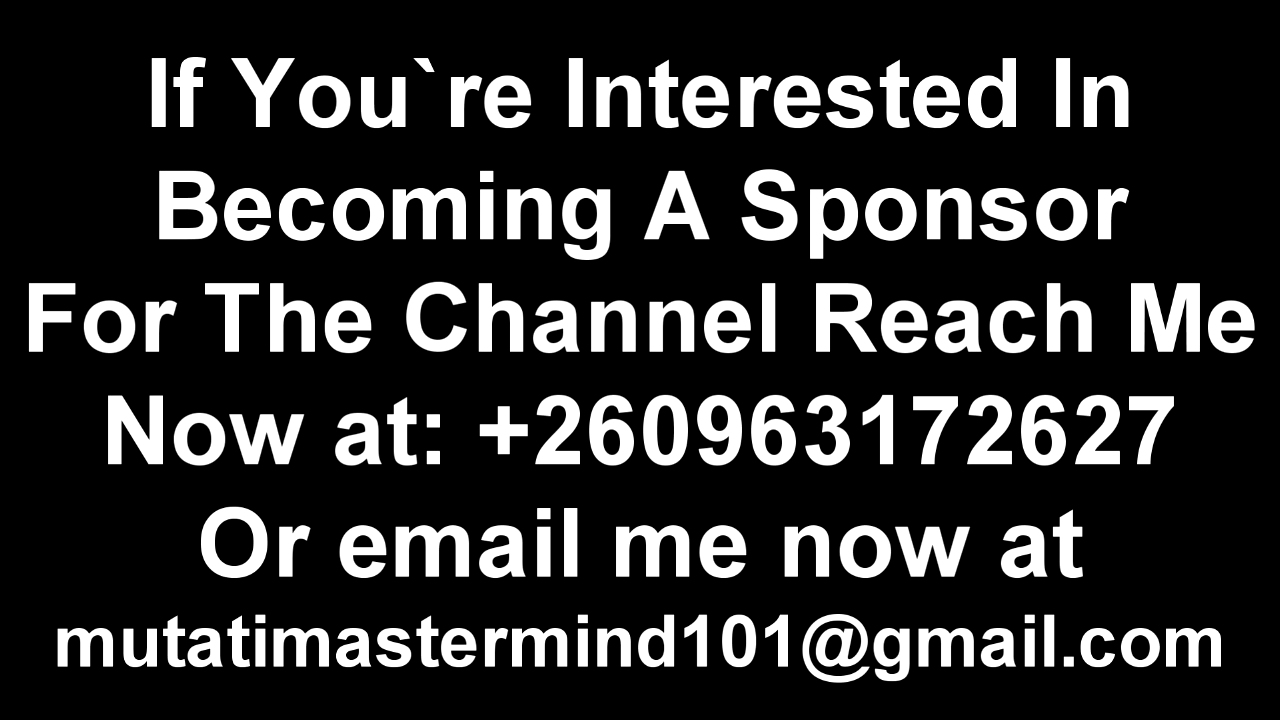 If You`re Interested In
Becoming A Sponsor
For The Channel Reach Me
Now at: +260963172627
Or email me now at
mutatimastermind101@gmail.com